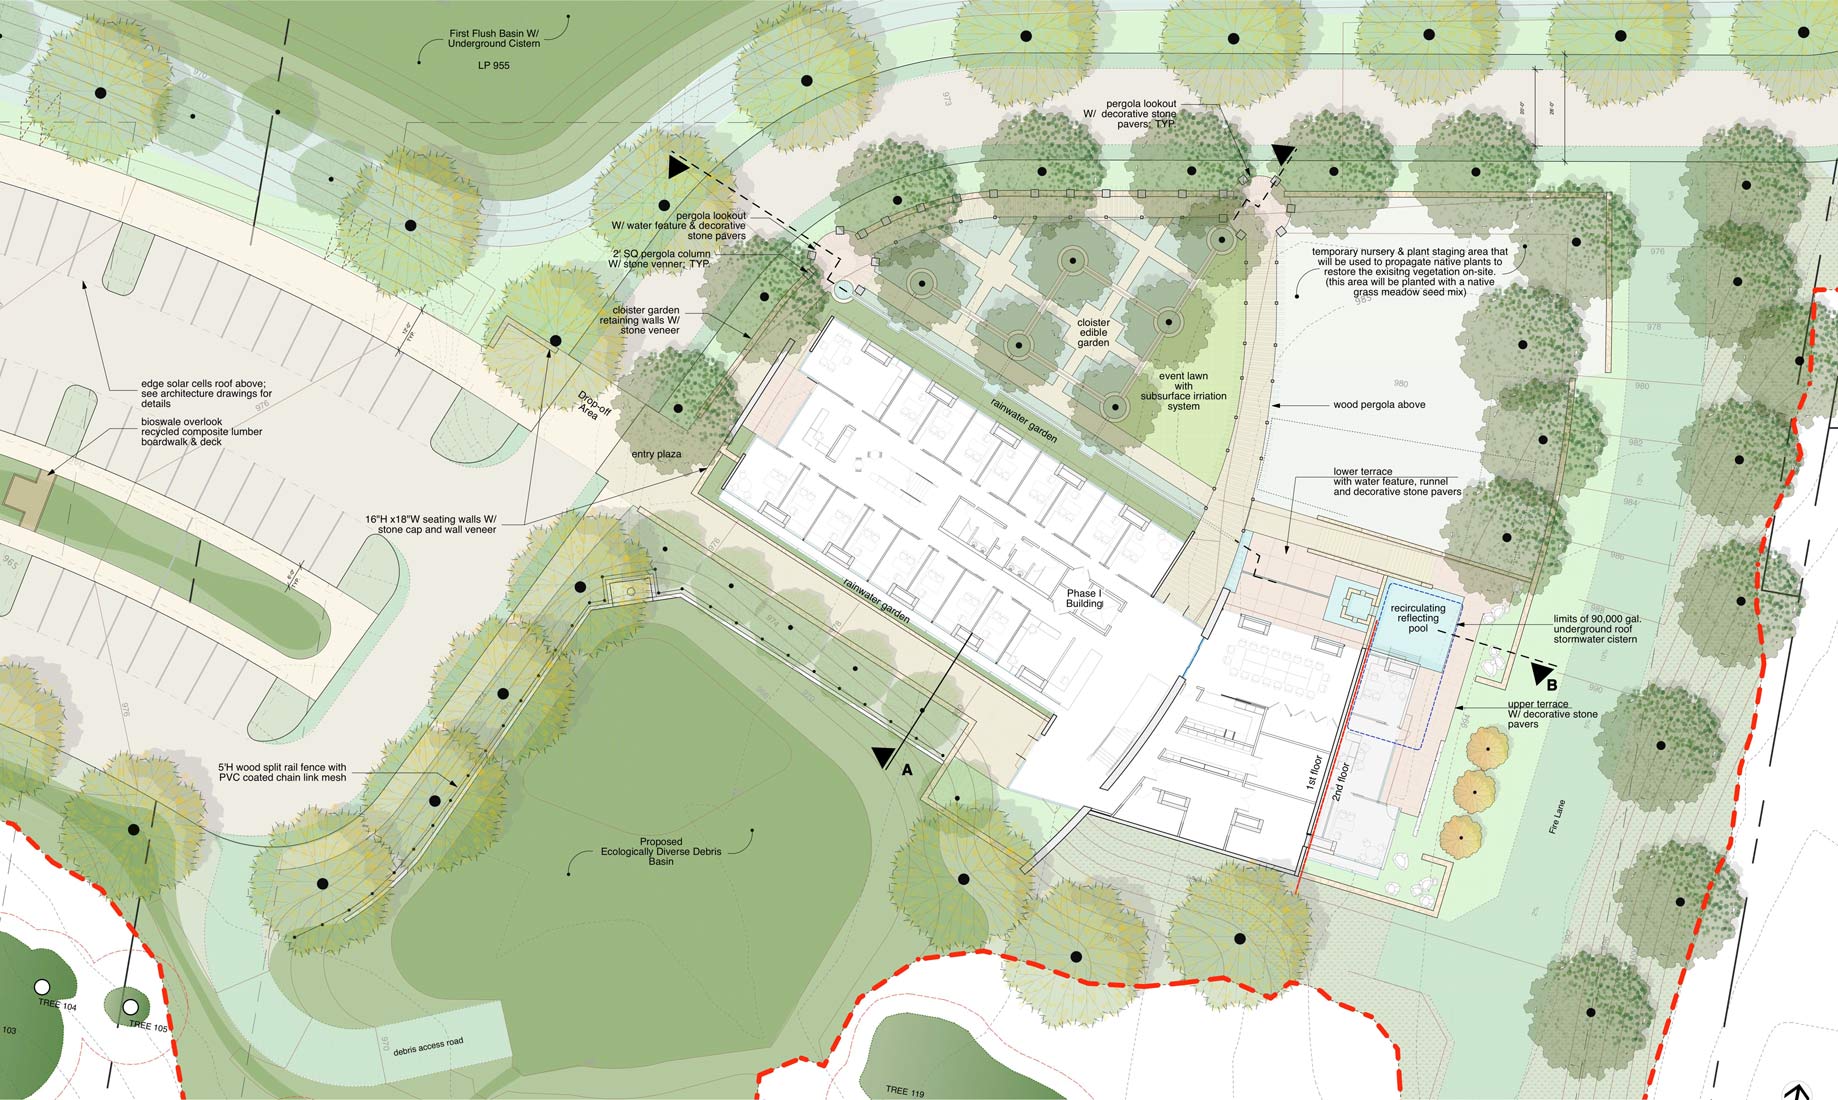 First Flush Basin W/
Underground Cistern
LP 955
pergola lookout
W/ decorative stone
pavers; TYP.
pergola lookout
W/ water feature & decorative
stone pavers
2' SQ pergola column
W/ stone venner; TYP.
cloister garden
retaining walls W/
stone veneer
temporary nursery & plant staging area that
will be used to propagate native plants to
restore the exisitng vegetation on-site.
(this area will be planted with a native
grass meadow seed mix)
cloister
edible
garden
event lawn
with
subsurface irriation
system
edge solar cells roof above;
see architecture drawings for
details
bioswale overlook
recycled composite lumber
boardwalk & deck
Drop-off
Area
entry plaza
rainwater garden
wood pergola above
lower terrace
with water feature, runnel
and decorative stone pavers
16"H x18"W seating walls W/
stone cap and wall veneer
rainwater garden
Phase I
Building
recirculating
reflecting
pool
limits of 90,000 gal.
underground roof
stormwater cistern
B
upper terrace
W/ decorative stone
pavers
5'H wood split rail fence with
PVC coated chain link mesh
A
1st floor
2nd floor
Fire Lane
Proposed
Ecologically Diverse Debris
Basin
debris access road
TREE 104
TREE 105
103
TREE 119
970
973
975
976
978
980
982
984
986
988
990
985
980
976
965
976
976
974
970